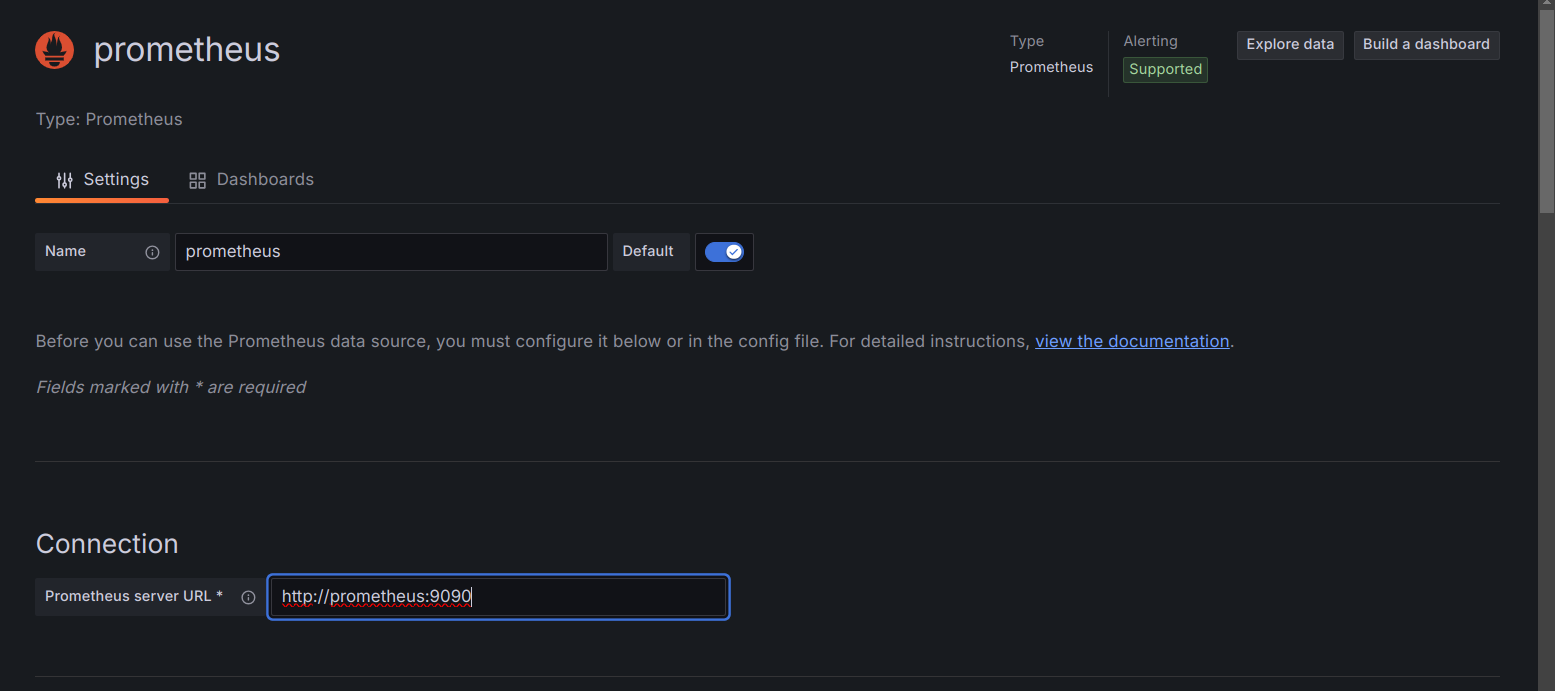 prometheus
Type
Prometheus
Alerting
Supported
Explore data
Build a dashboard
Type: Prometheus
Settings
Dashboards
Name
prometheus
Default
Before you can use the Prometheus data source, you must configure it below or in the config file. For detailed instructions, view the documentation.
Fields marked with * are required
Connection
Prometheus server URL *
http://prometheus:9090